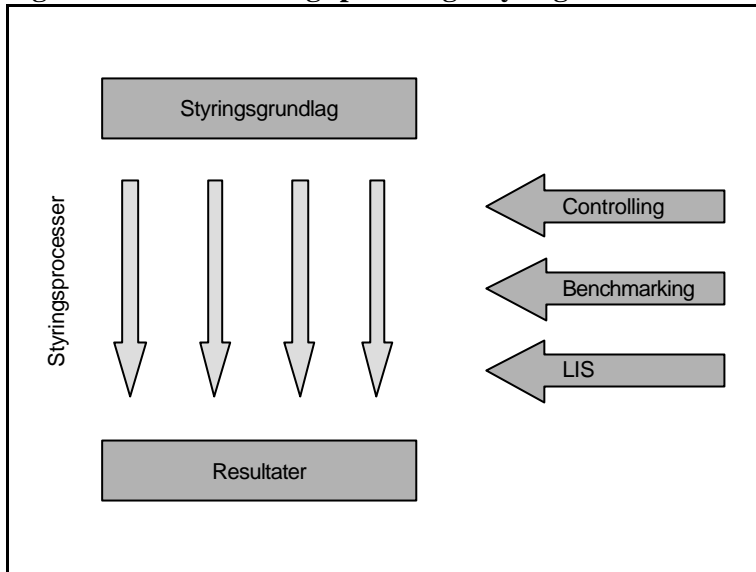 Styringsgrundlag
Styringsprocesser
Controlling
Benchmarking
LIS
Resultater